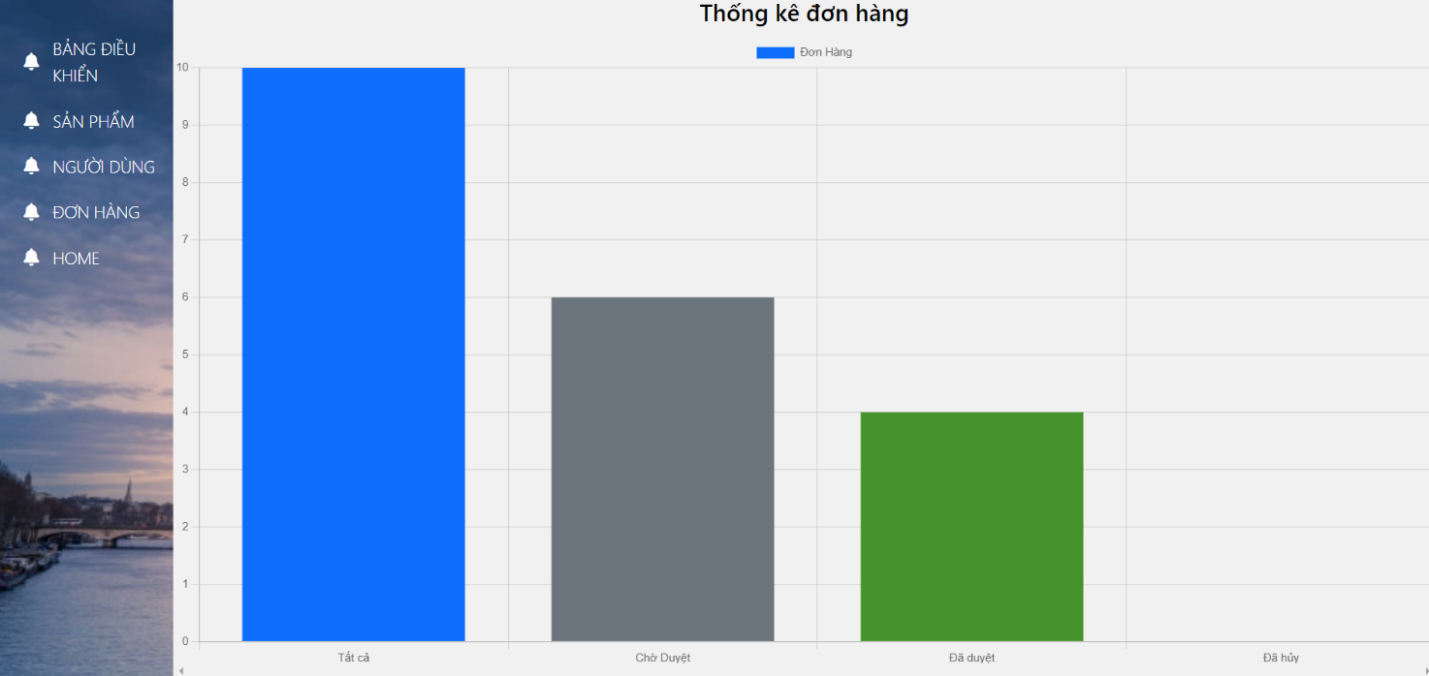 BẢNG ĐIỀU
KHIỂN
SẢN PHẨM
NGƯỜI DÙNG
ĐƠN HÀNG
HOME
Thống kê đơn hàng
Đơn Hàng
10
9
8
7
6
5
4
3
2
1
0
Tất cả Chờ Duyệt Đã duyệt Đã hủy